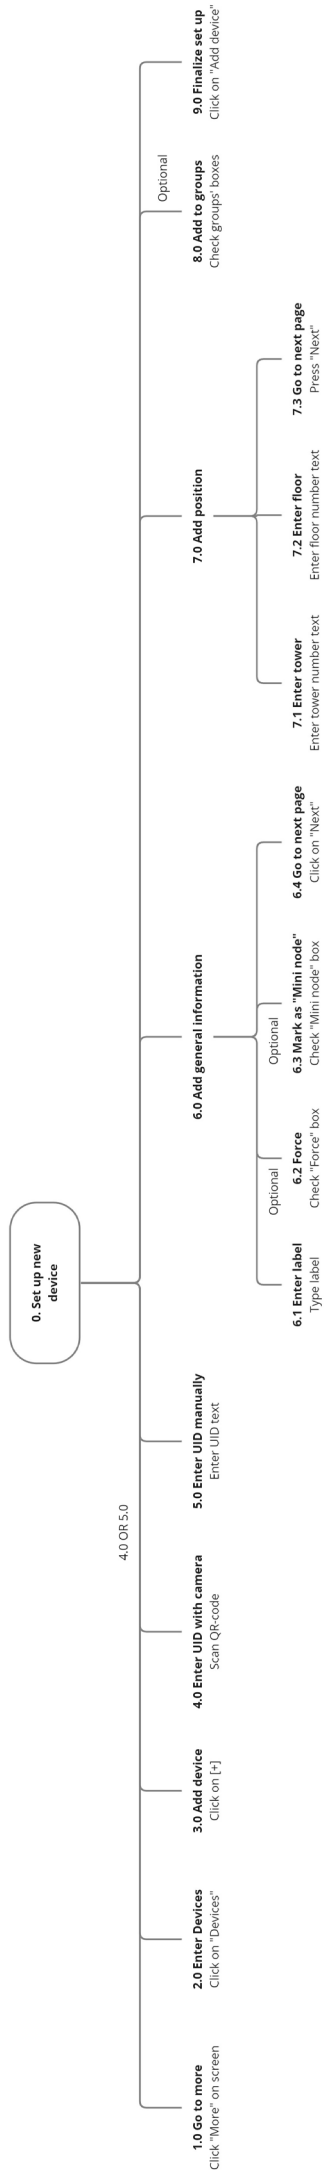 0. Set up new
device
4.0 OR 5.0
1.0 Go to more
Click "More" on screen
2.0 Enter Devices
Click on "Devices"
3.0 Add device
Click on [+]
4.0 Enter UID with camera
Scan QR-code
5.0 Enter UID manually
Enter UID text
6.0 Add general information
6.1 Enter label
Type label
Optional
6.2 Force
Check "Force" box
Optional
6.3 Mark as "Mini node"
Check "Mini node" box
6.4 Go to next page
Click on "Next"
7.0 Add position
7.1 Enter tower
Enter tower number text
7.2 Enter floor
Enter floor number text
7.3 Go to next page
Press "Next"
Optional
8.0 Add to groups
Check groups' boxes
9.0 Finalize set up
Click on "Add device"